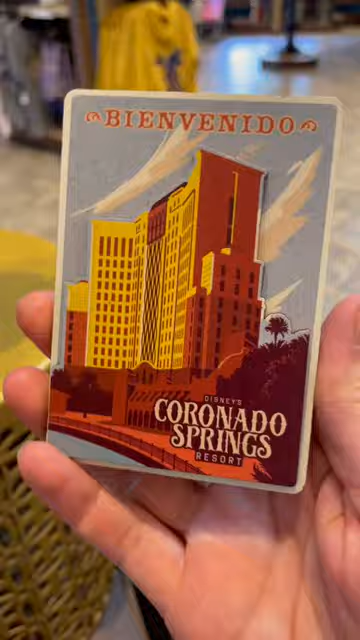 BIENVENIDO
DISNEY'S
CORONADO
SPRINGS
RESORT